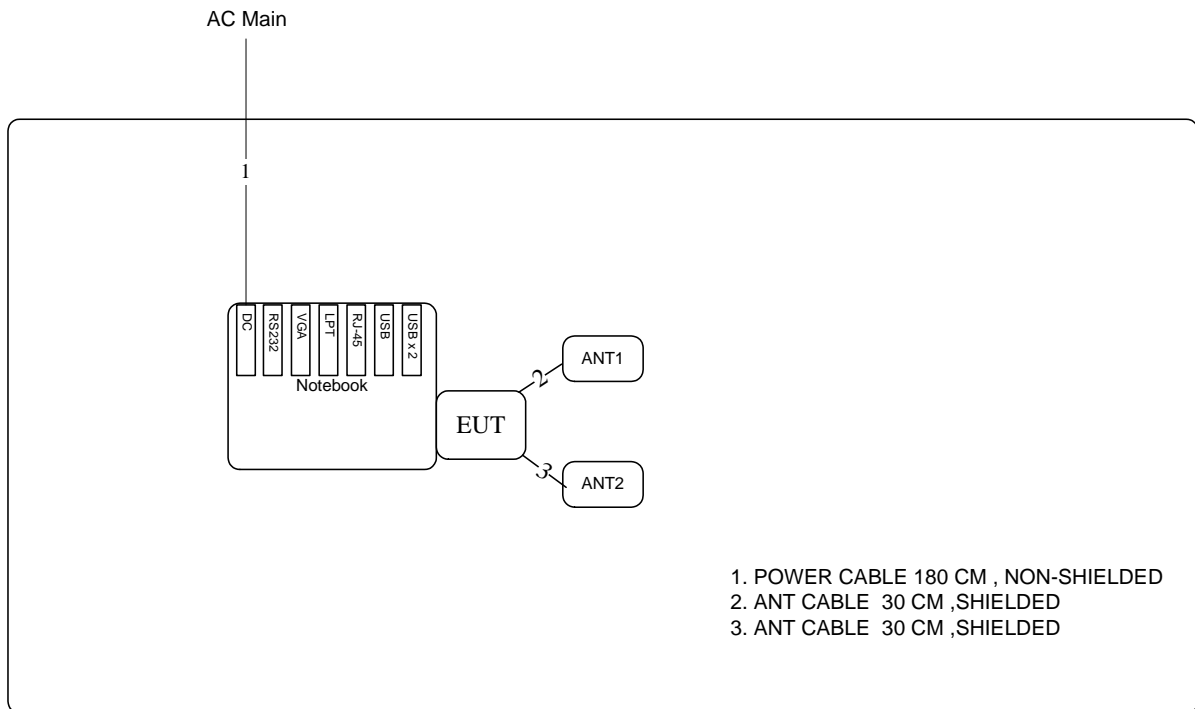 AC Main
1
DC
RS232
VGA
LPT
RJ-45
USB
USB x 2
Notebook
EUT
2
ANT1
3
ANT2
1. POWER CABLE 180 CM , NON-SHIELDED
2. ANT CABLE  30 CM ,SHIELDED
3. ANT CABLE  30 CM ,SHIELDED